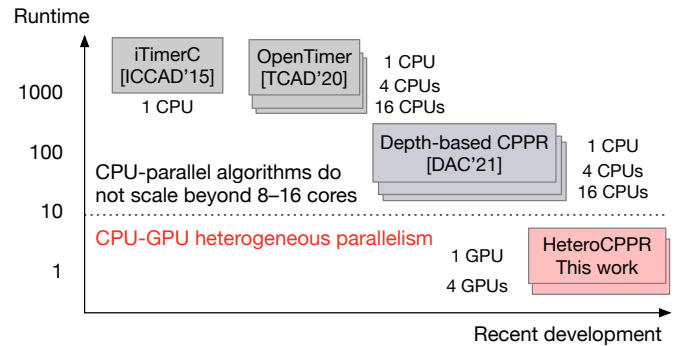 Runtime
1000
100
10
1
iTimerC
[ICCAD’15]
1 CPU
OpenTimer
[TCAD’20]
1 CPU
4 CPUs
16 CPUs
Depth-based CPPR
[DAC’21]
1 CPU
4 CPUs
16 CPUs
CPU-parallel algorithms do
not scale beyond 8–16 cores
CPU-GPU heterogeneous parallelism
1 GPU
4 GPUs
HeteroCPPR
This work
Recent development